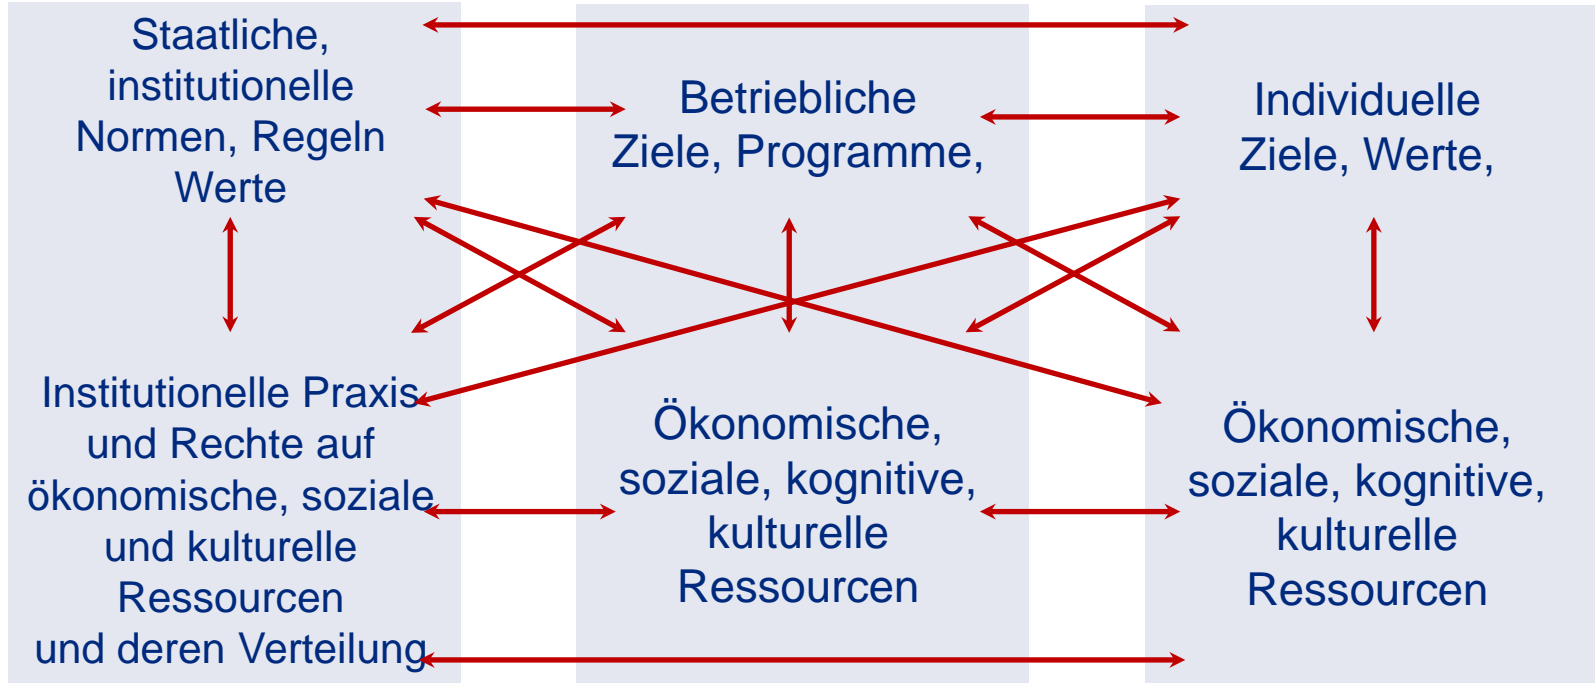 Staatliche,
institutionelle
Normen, Regeln
Werte
Betriebliche
Ziele, Programme,
Individuelle
Ziele, Werte,
Institutionelle Praxis
und Rechte auf
ökonomische, soziale
und kulturelle
Ressourcen
und deren Verteilung
Ökonomische,
soziale, kognitive,
kulturelle
Ressourcen
Ökonomische,
soziale, kognitive,
kulturelle
Ressourcen